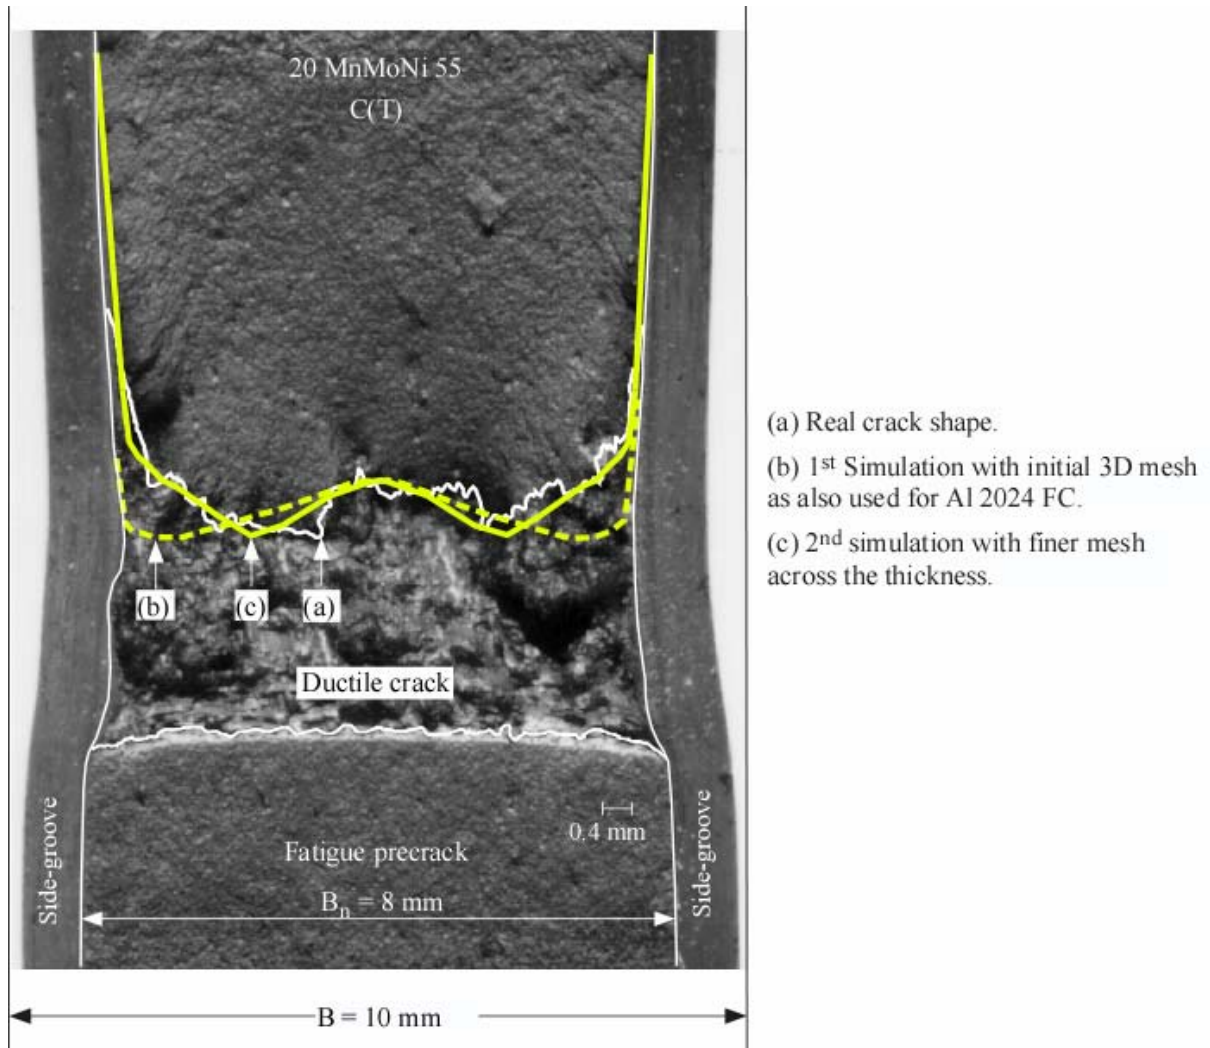 20 MnMoNi 55
C(T)
(a) Real crack shape.
(b) 1st Simulation with initial 3D mesh
as also used for Al 2024 FC.
(c) 2nd simulation with finer mesh
across the thickness.
(b)
(c)
(a)
Ductile crack
0.4 mm
Fatigue precrack
Side-groove
Side-groove
Bn = 8 mm
B = 10 mm